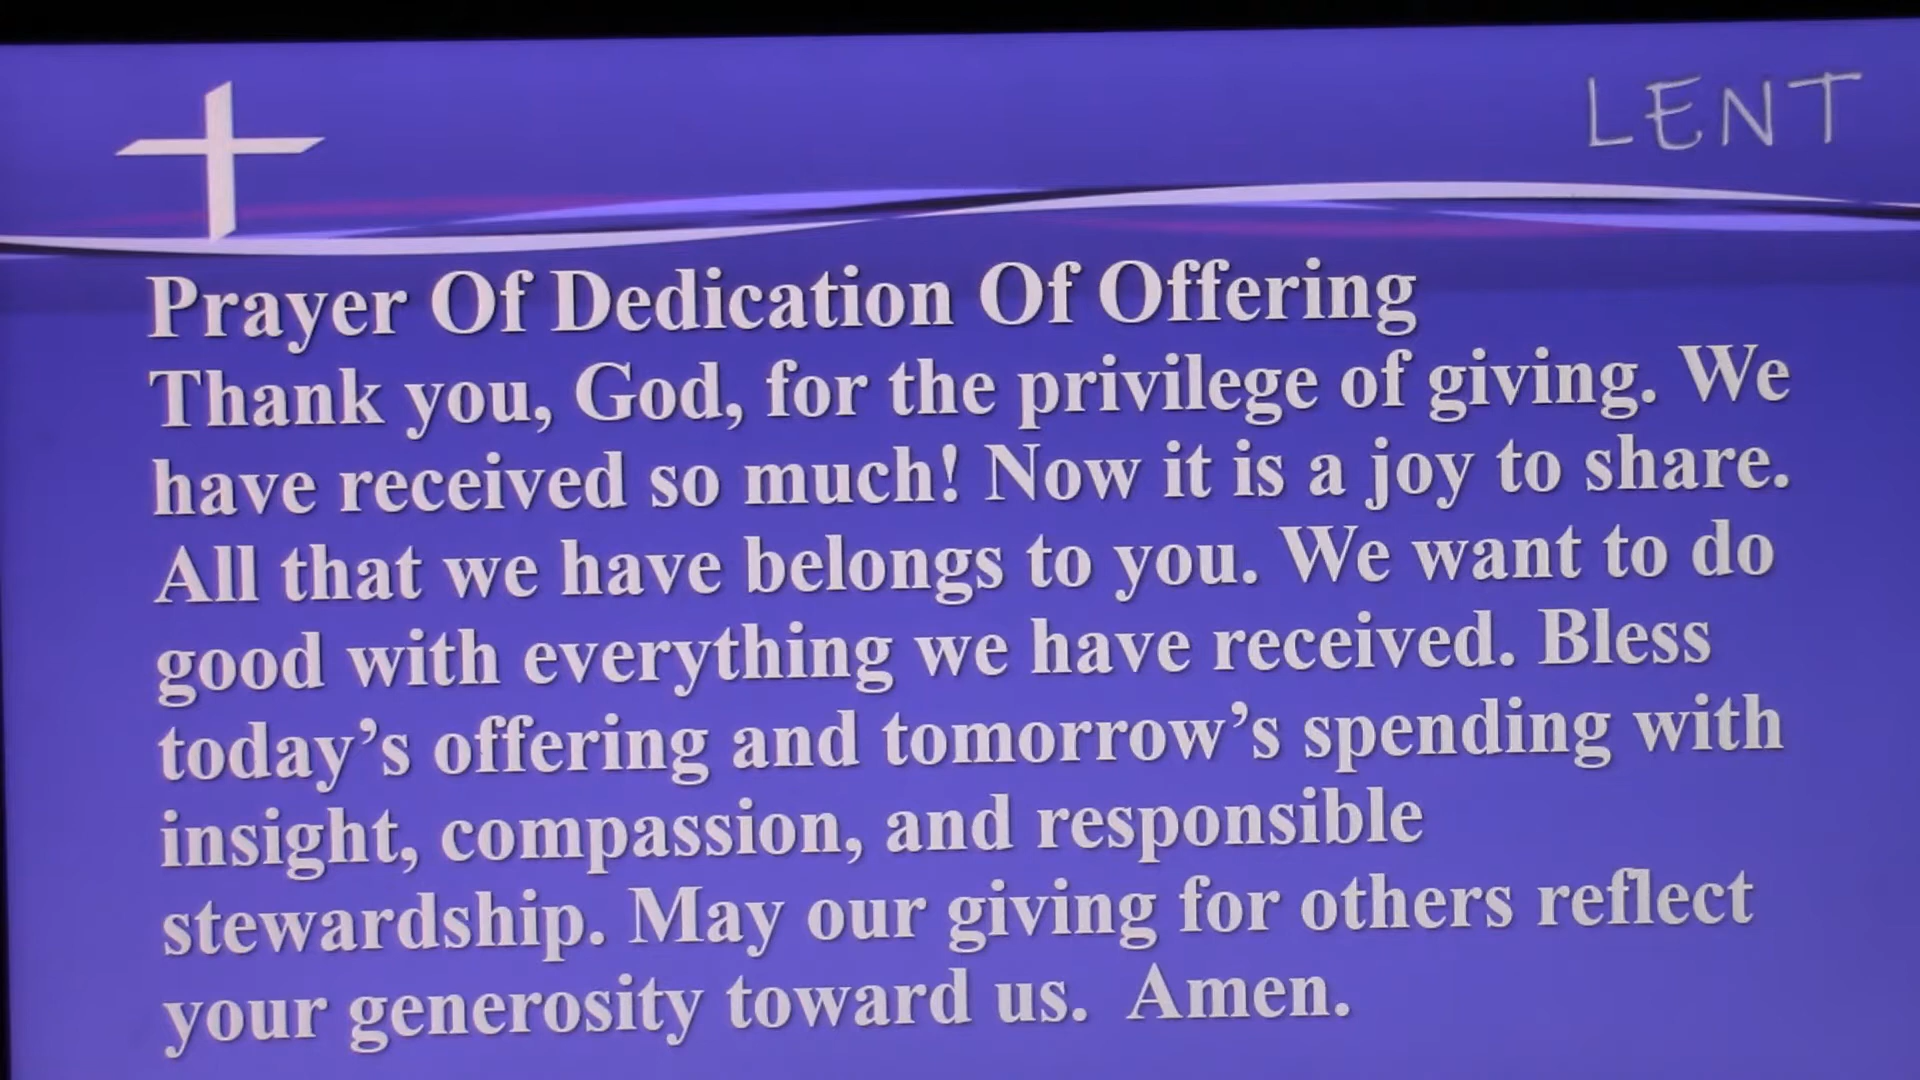 LENT
Prayer Of Dedication Of Offering
Thank you, God, for the privilege of giving. We
have received so much! Now it is a joy to share.
All that we have belongs to you. We want to do
good with everything we have received. Bless
today’s offering and tomorrow’s spending with
insight, compassion, and responsible
stewardship. May our giving for others reflect
your generosity toward us.  Amen.